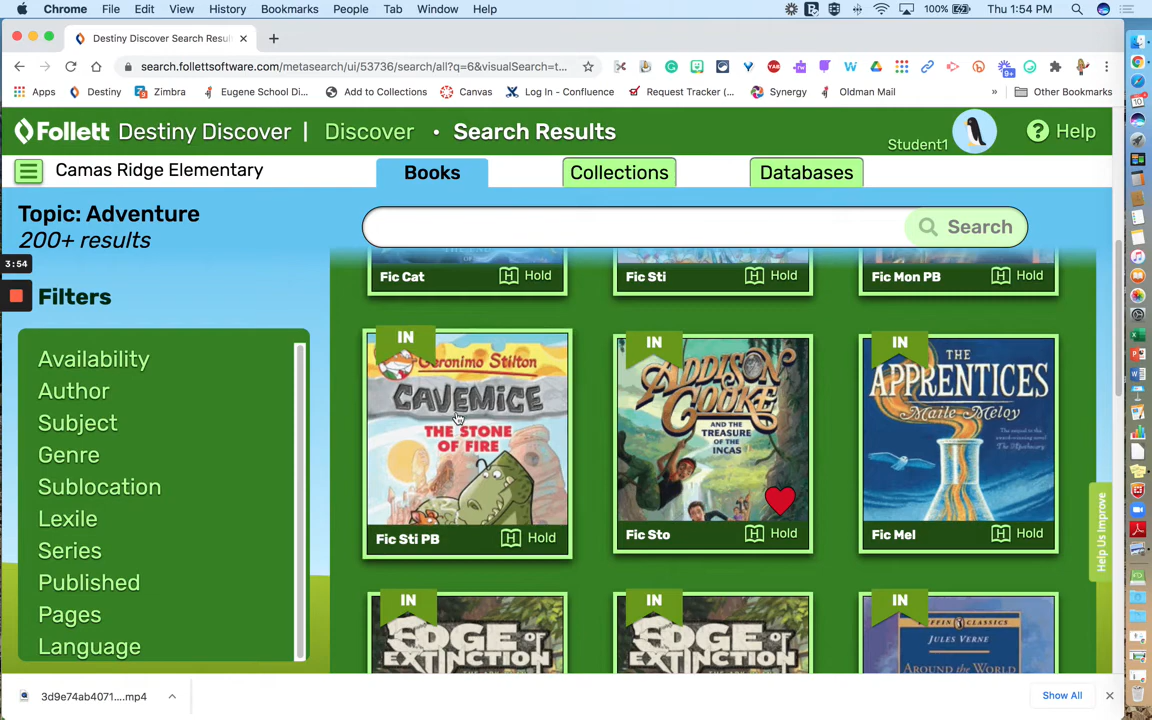 Chrome File Edit View History Bookmarks People Tab Window Help 100% Thu 1:54 PM
Destiny Discover Search Resul
search.follettsoftware.com/metasearch/ui/53736/search/all?q=6&visualSearch=t...
Apps Destiny Zimbra Eugene School Di... Add to Collections Canvas Log In - Confluence Request Tracker (... Synergy Oldman Mail » Other Bookmarks
Follett Destiny Discover | Discover • Search Results Student1 Help
Camas Ridge Elementary Books Collections Databases
Topic: Adventure
200+ results
Search
3:54
Filters
Availability
Author
Subject
Genre
Sublocation
Lexile
Series
Published
Pages
Language
Fic Cat Hold
Fic Sti Hold
Fic Mon PB Hold
IN
Geronimo Stilton
CAVEMICE
THE STONE
OF FIRE
Fic Sti PB Hold
IN
ADDISON
COOKE
AND THE
TREASURE
OF THE
INCAS
Fic Sto Hold
IN
THE
APPRENTICES
Maile Meloy
Fic Mel Hold
IN
EDGE OF
EXTINCTION
IN
EDGE OF
EXTINCTION
IN
PUFFIN CLASSICS
JULES VERNE
AROUND the WORLD
Help Us Improve
3d9e74ab4071....mp4
Show All